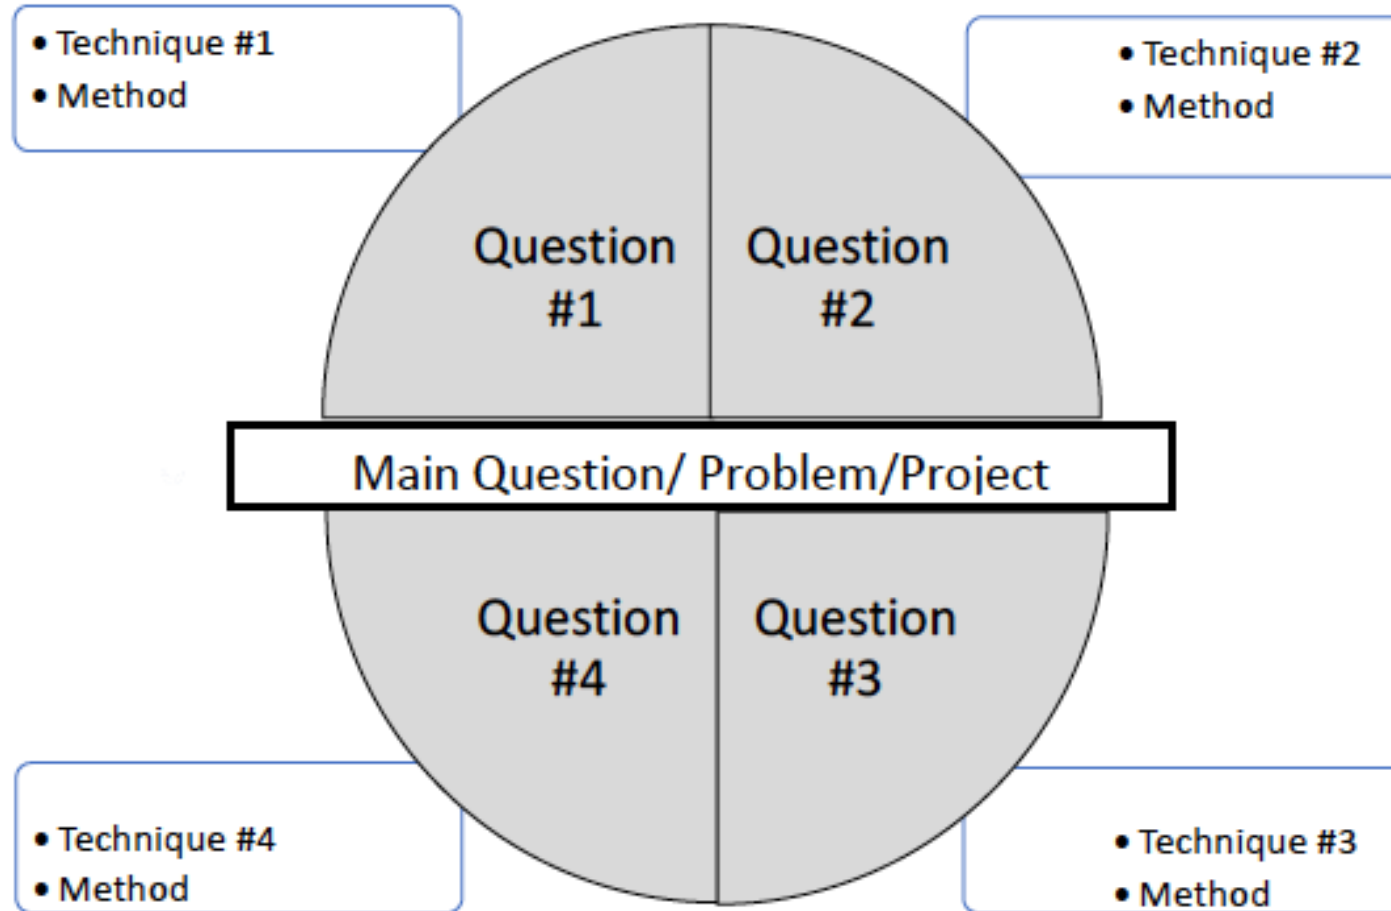 • Technique #1
• Method
• Technique #2
• Method
Question
#1
Question
#2
Main Question/ Problem/Project
Question
#4
Question
#3
• Technique #4
• Method
• Technique #3
• Method